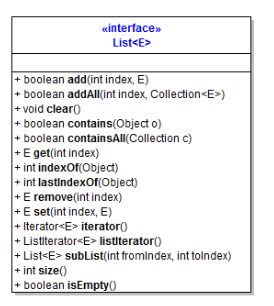 «interface»
List<E>
+ boolean add(int index, E)
+ boolean addAll(int index, Collection<E>)
+ void clear()
+ boolean contains(Object o)
+ boolean containsAll(Collection c)
+ E get(int index)
+ int indexOf(Object)
+ int lastIndexOf(Object)
+ E remove(int index)
+ E set(int index, E)
+ Iterator<E> iterator()
+ ListIterator<E> listIterator()
+ List<E> subList(int fromIndex, int toIndex)
+ int size()
+ boolean isEmpty()